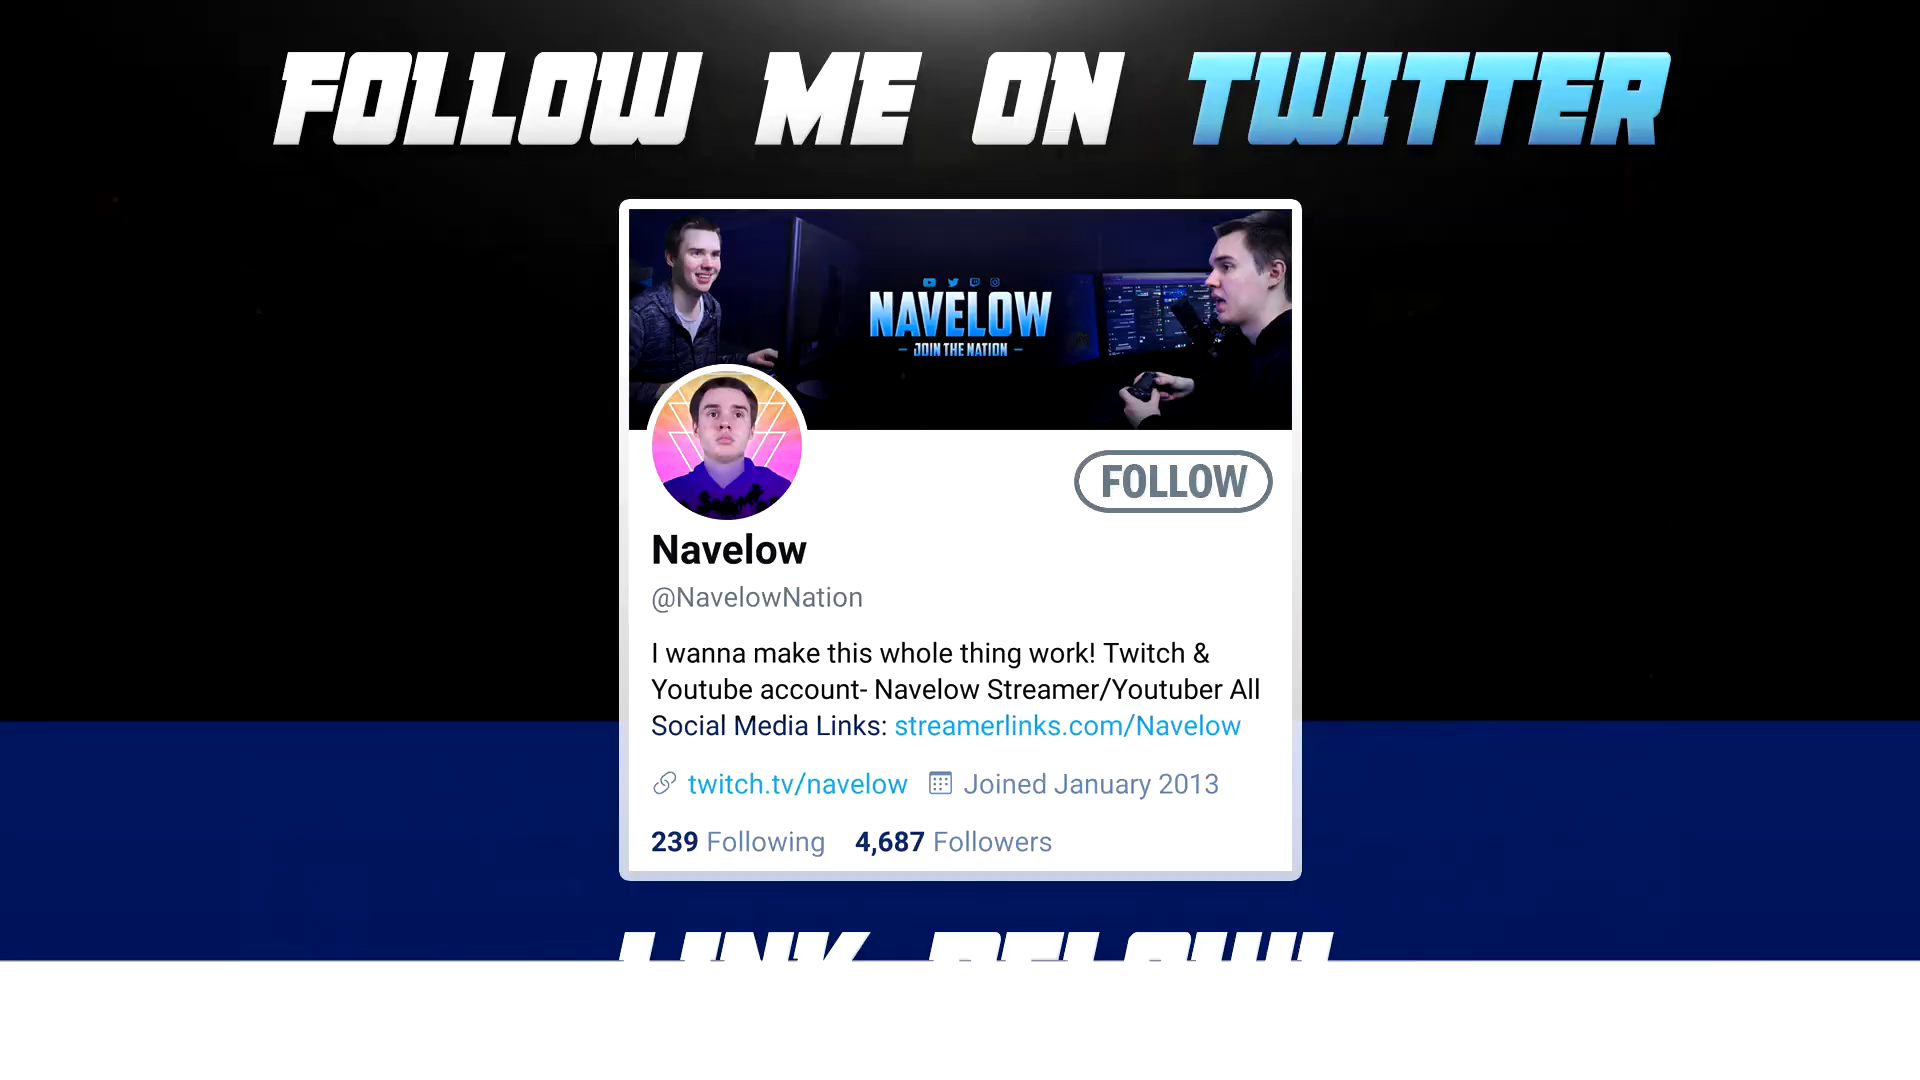 FOLLOW ME ON TWITTER
NAVELOW
- JOIN THE NATION -
FOLLOW
Navelow
@NavelowNation
I wanna make this whole thing work! Twitch &
Youtube account- Navelow Streamer/Youtuber All
Social Media Links: streamerlinks.com/Navelow
twitch.tv/navelow Joined January 2013
239 Following 4,687 Followers
LINK BELOW!